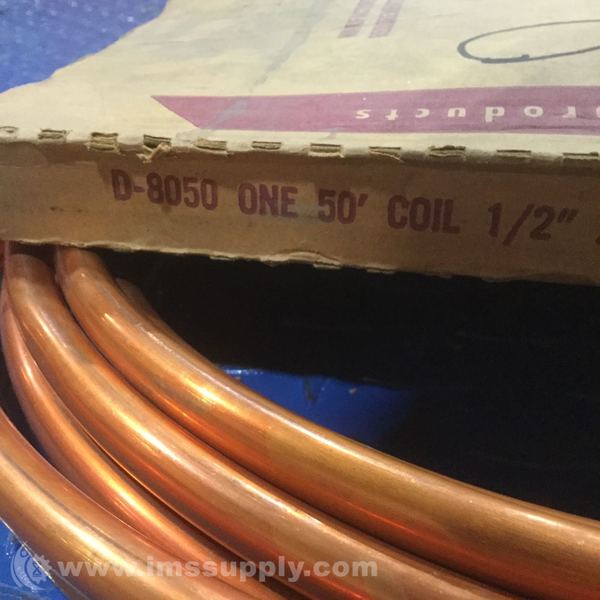 products
D-8050 ONE 50' COIL 1/2"
www.imssupply.com